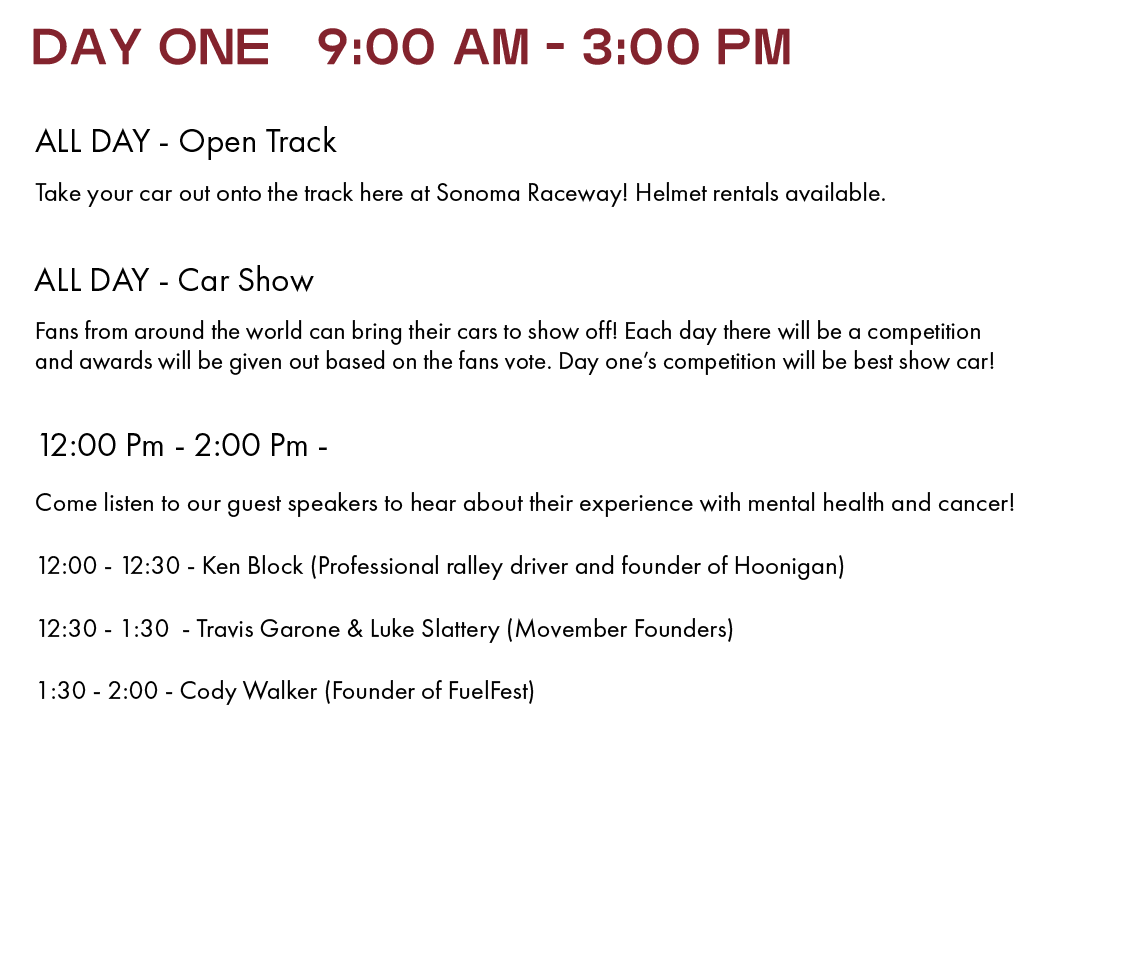 DAY ONE   9:00 AM - 3:00 PM
ALL DAY - Open Track
Take your car out onto the track here at Sonoma Raceway! Helmet rentals available.
ALL DAY - Car Show
Fans from around the world can bring their cars to show off! Each day there will be a competition
and awards will be given out based on the fans vote. Day one’s competition will be best show car!
12:00 Pm - 2:00 Pm -
Come listen to our guest speakers to hear about their experience with mental health and cancer!
12:00 - 12:30 - Ken Block (Professional ralley driver and founder of Hoonigan)
12:30 - 1:30  - Travis Garone & Luke Slattery (Movember Founders)
1:30 - 2:00 - Cody Walker (Founder of FuelFest)